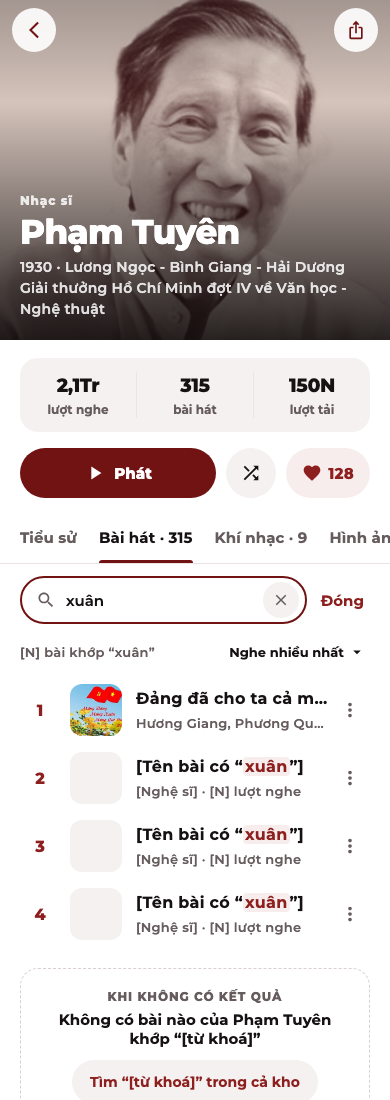 Nhạc sĩ
Phạm Tuyên
1930 · Lương Ngọc - Bình Giang - Hải Dương
Giải thưởng Hồ Chí Minh đợt IV về Văn học -
Nghệ thuật
2,1Tr 315 150N
lượt nghe bài hát lượt tải
Phát 128
Tiểu sử Bài hát · 315 Khí nhạc · 9 Hình ản
xuân Đóng
[N] bài khớp “xuân” Nghe nhiều nhất
1 Đảng đã cho ta cả m...
Hương Giang, Phương Qu...
2 [Tên bài có “xuân”]
[Nghệ sĩ] · [N] lượt nghe
3 [Tên bài có “xuân”]
[Nghệ sĩ] · [N] lượt nghe
4 [Tên bài có “xuân”]
[Nghệ sĩ] · [N] lượt nghe
KHI KHÔNG CÓ KẾT QUẢ
Không có bài nào của Phạm Tuyên
khớp “[từ khoá]”
Tìm “[từ khoá]” trong cả kho